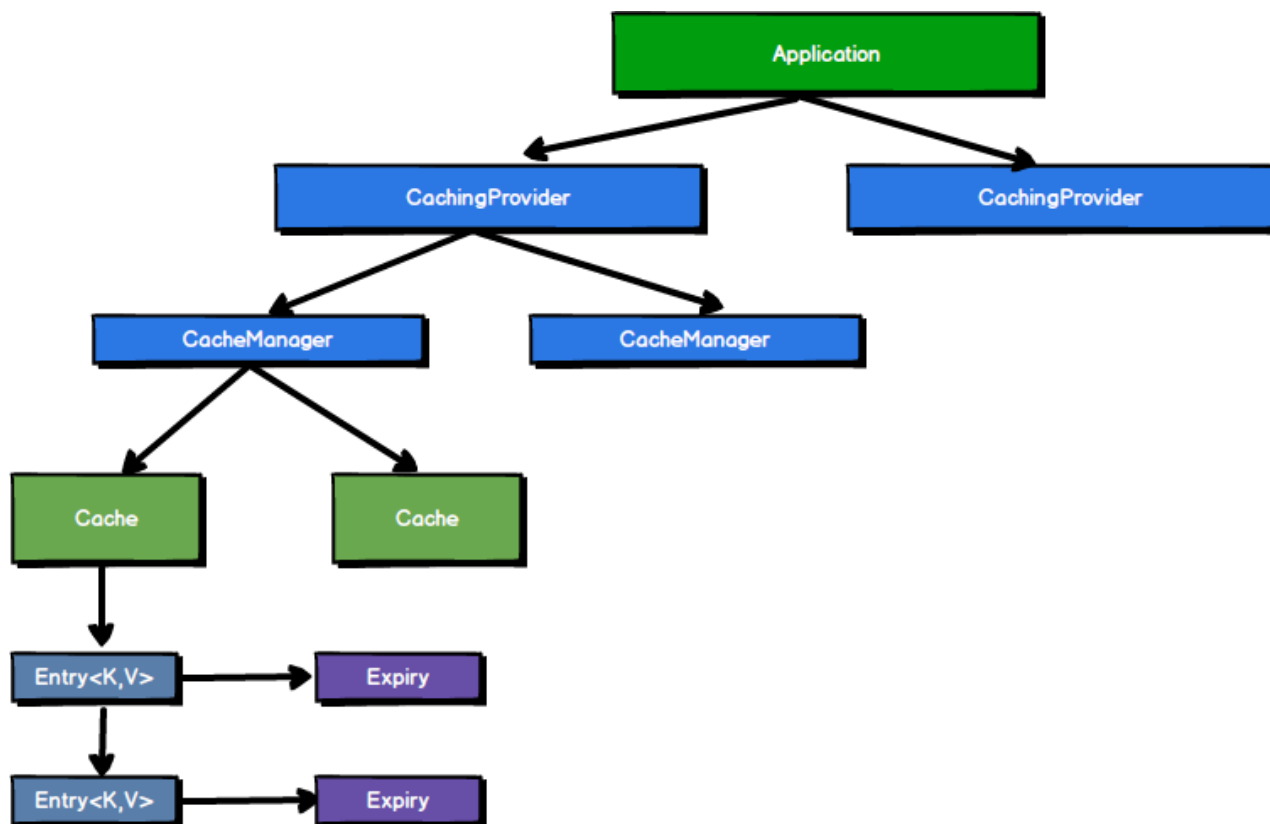 Application
CachingProvider
CachingProvider
CacheManager
CacheManager
Cache
Cache
Entry<K,V>
Expiry
Entry<K,V>
Expiry